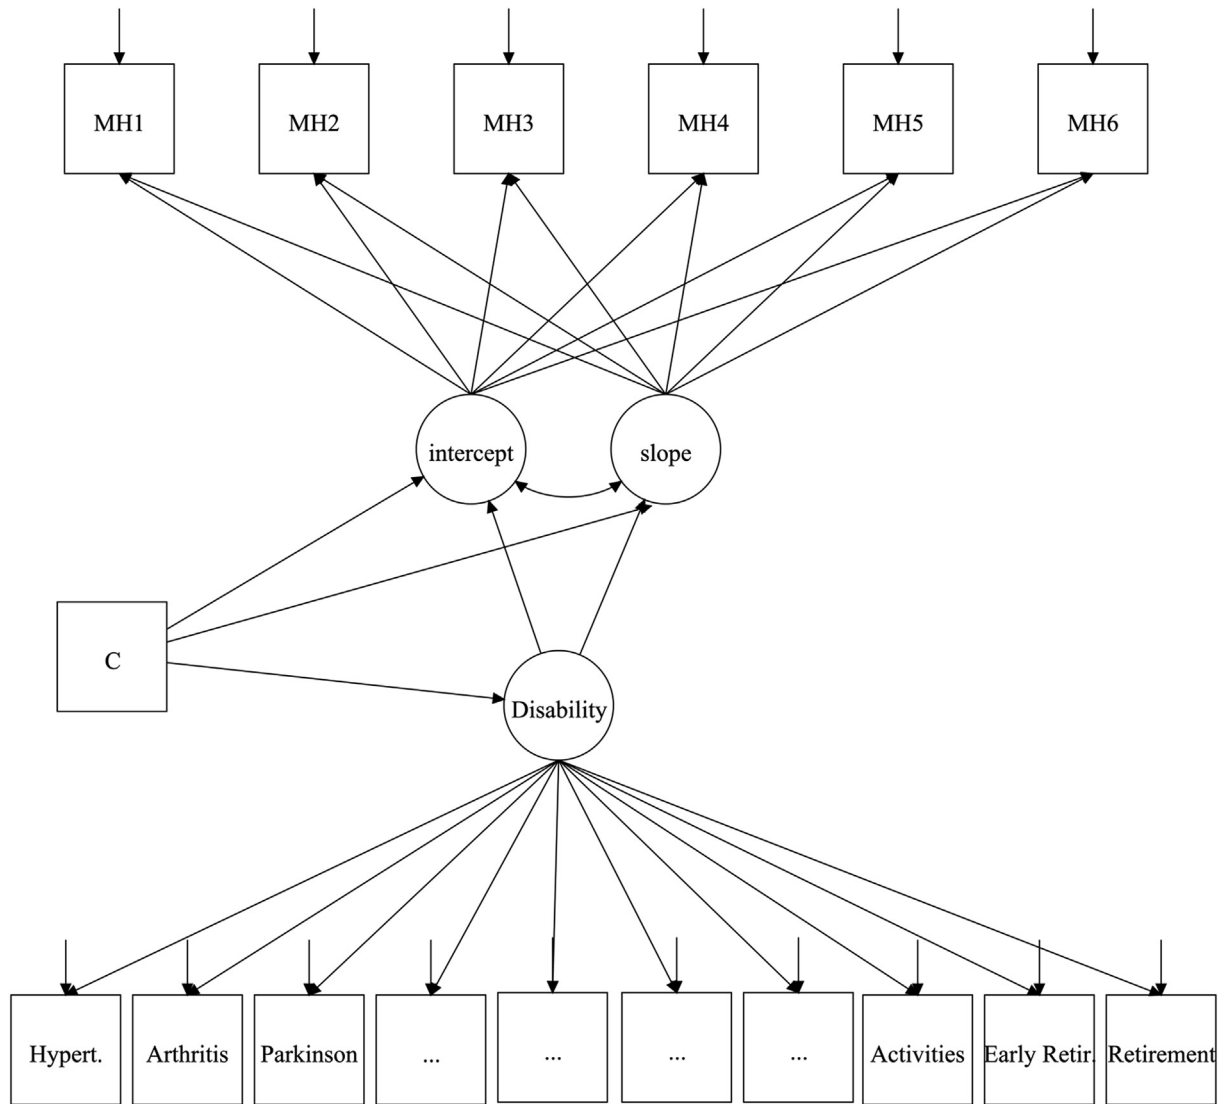 MH1
MH2
MH3
MH4
MH5
MH6
intercept
slope
C
Disability
Hypert.
Arthritis
Parkinson
...
...
...
...
Activities
Early Retir.
Retirement